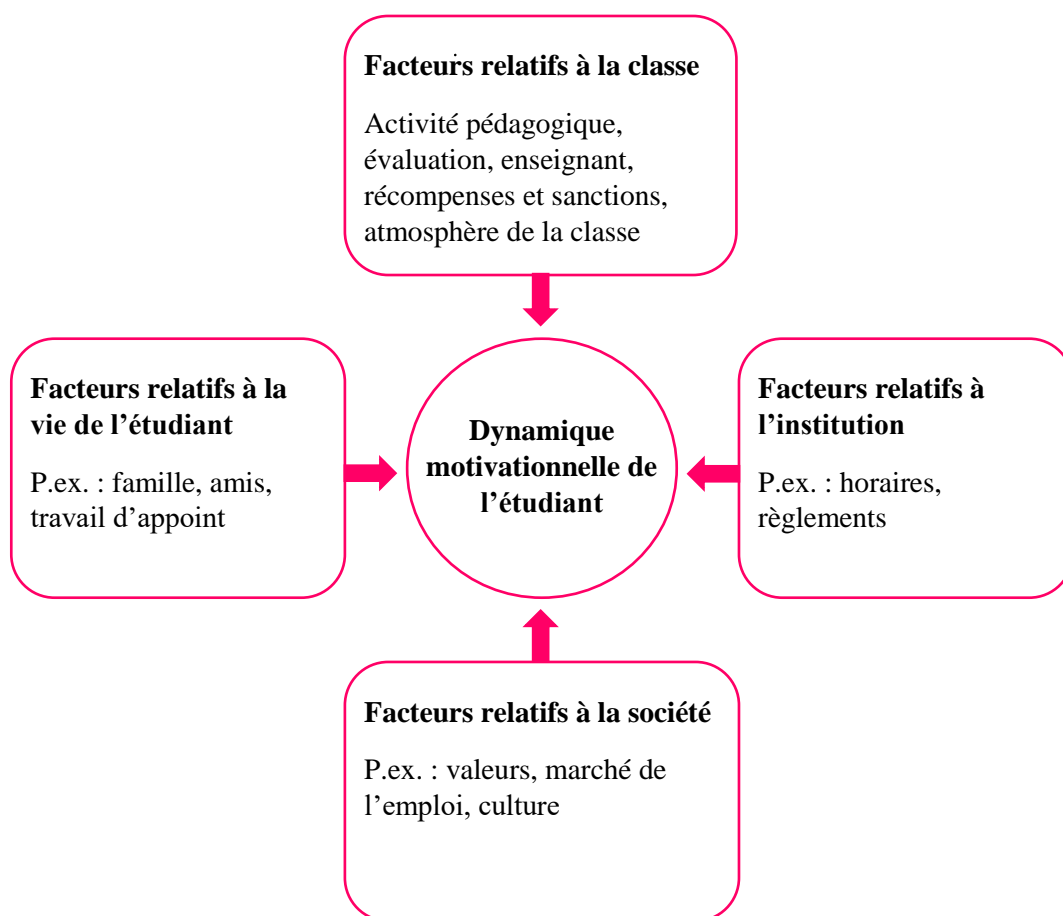 Facteurs relatifs à la classe
Activité pédagogique,
évaluation, enseignant,
récompenses et sanctions,
atmosphère de la classe
Facteurs relatifs à la
vie de l’étudiant
P.ex. : famille, amis,
travail d’appoint
Dynamique
motivationnelle de
l’étudiant
Facteurs relatifs à
l’institution
P.ex. : horaires,
règlements
Facteurs relatifs à la société
P.ex. : valeurs, marché de
l’emploi, culture